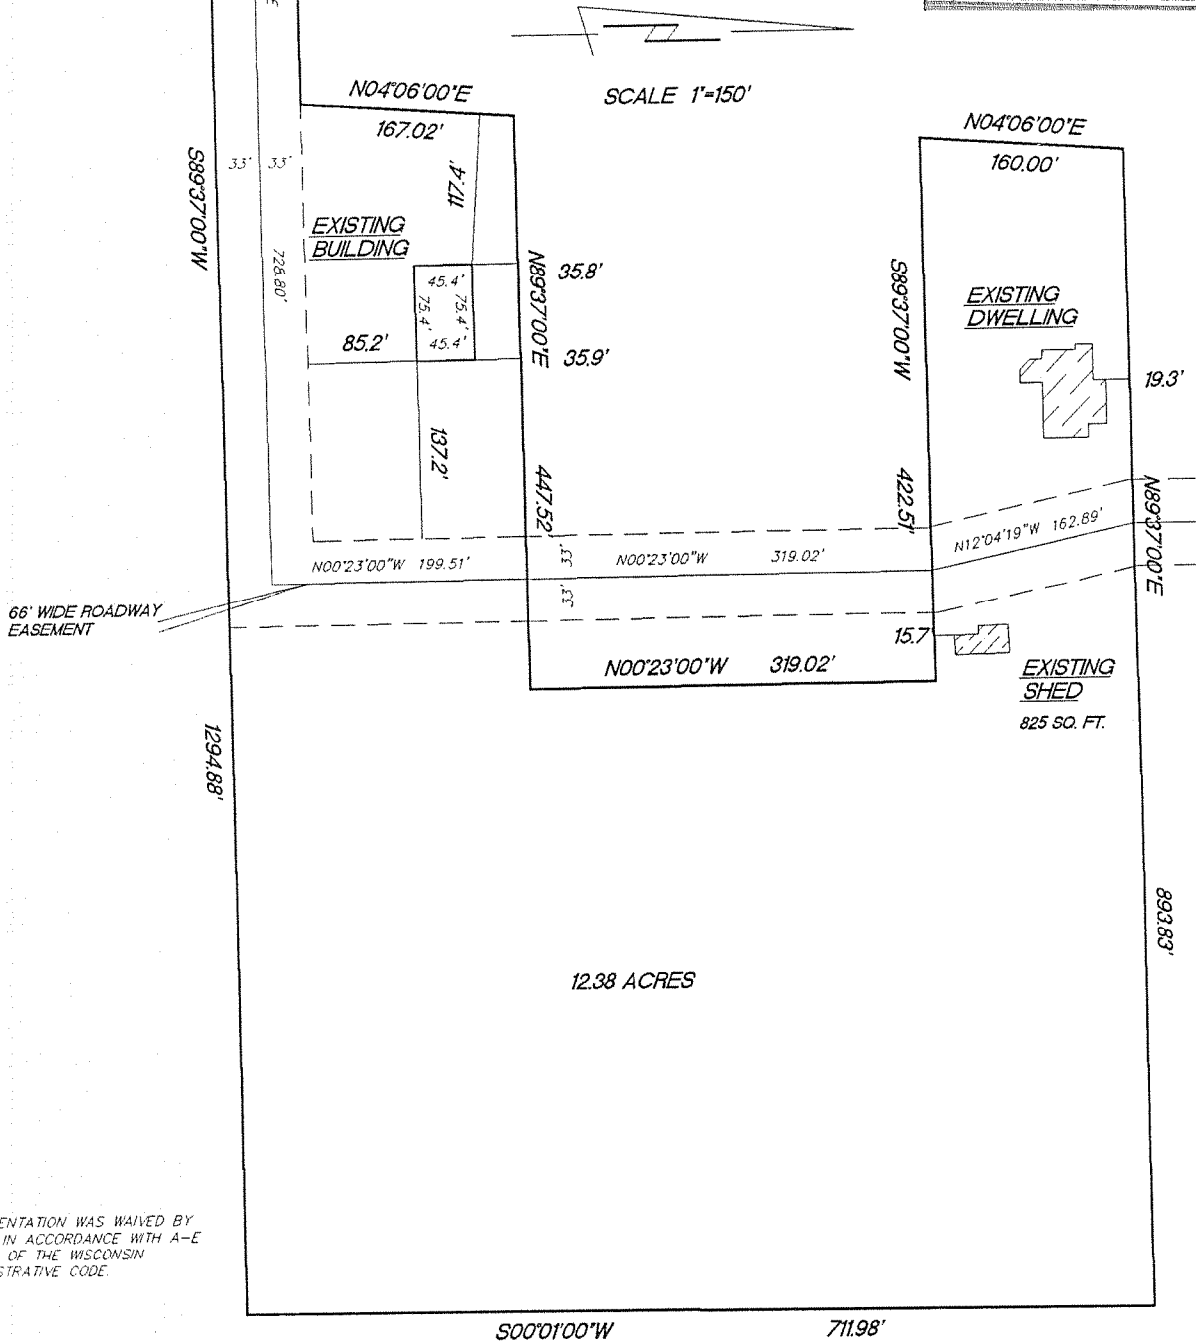 SCALE 1"=150'
N04°06'00"E
167.02'
N04°06'00"E
160.00'
S89°37'00"W
33' 33'
117.4'
EXISTING
BUILDING
728.80'
45.4'
75.4' 75.4'
45.4'
85.2'
N89°37'00"E
35.8'
35.9'
S89°37'00"W
EXISTING
DWELLING
19.3'
137.2'
447.52'
422.51'
N89°37'00"E
N00°23'00"W 199.51'
33'
33'
N00°23'00"W 319.02'
N12°04'19"W 162.89'
66' WIDE ROADWAY
EASEMENT
15.7
N00°23'00"W 319.02'
EXISTING
SHED
825 SQ. FT.
1294.88'
893.83'
12.38 ACRES
ENTATION WAS WAIVED BY
IN ACCORDANCE WITH A-E
OF THE WISCONSIN
STRATIVE CODE.
S00°01'00"W 711.98'